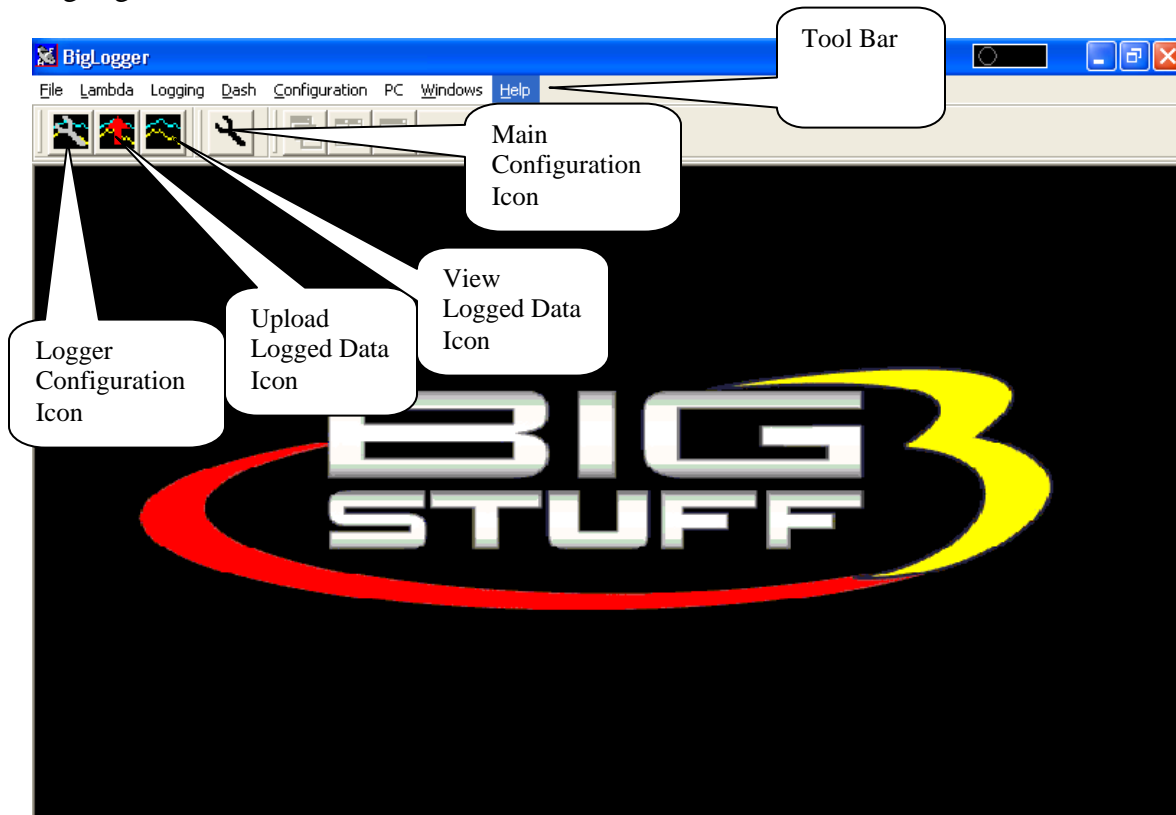 BigLogger
Tool Bar
File Lambda Logging Dash Configuration PC Windows Help
Main
Configuration
Icon
View
Logged Data
Icon
Upload
Logged Data
Icon
Logger
Configuration
Icon
BIG
STUFF 3